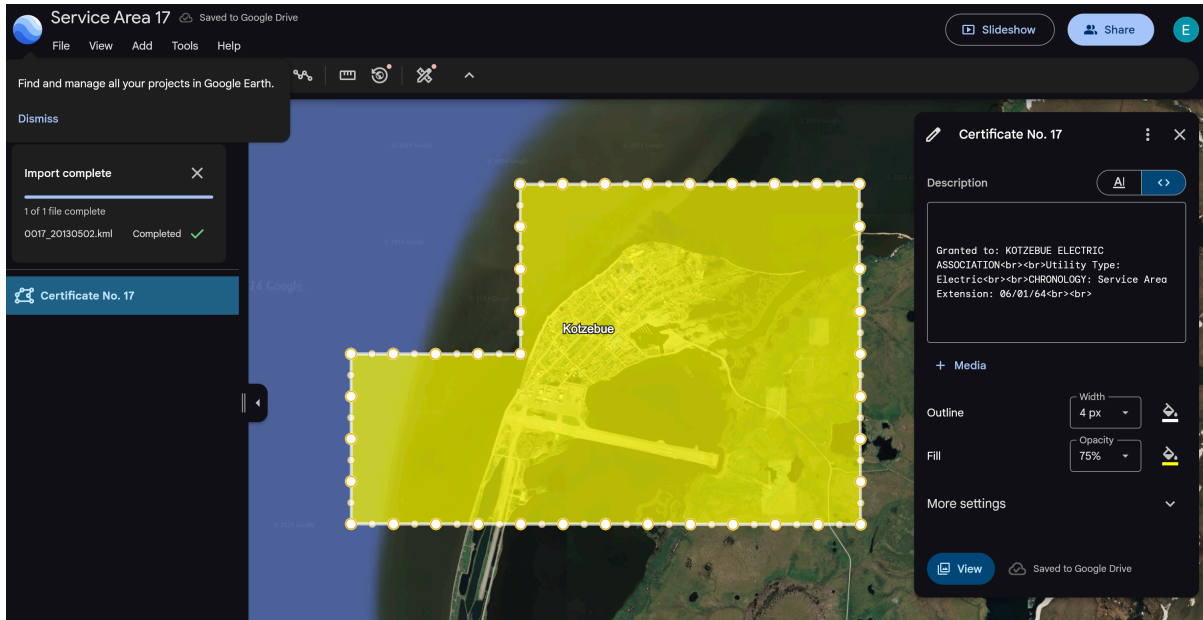 Service Area 17 Saved to Google Drive
File View Add Tools Help
Slideshow
Share
E
Find and manage all your projects in Google Earth.
Dismiss
Import complete
1 of 1 file complete
0017_20130502.kml Completed
Certificate No. 17
24 Google
Kotzebue
Certificate No. 17
Description
AI
<>
Granted to: KOTZEBUE ELECTRIC
ASSOCIATION<br><br>Utility Type:
Electric<br><br>CHRONOLOGY: Service Area
Extension: 06/01/64<br><br>
+ Media
Outline
Width
4 px
Fill
Opacity
75%
More settings
View
Saved to Google Drive